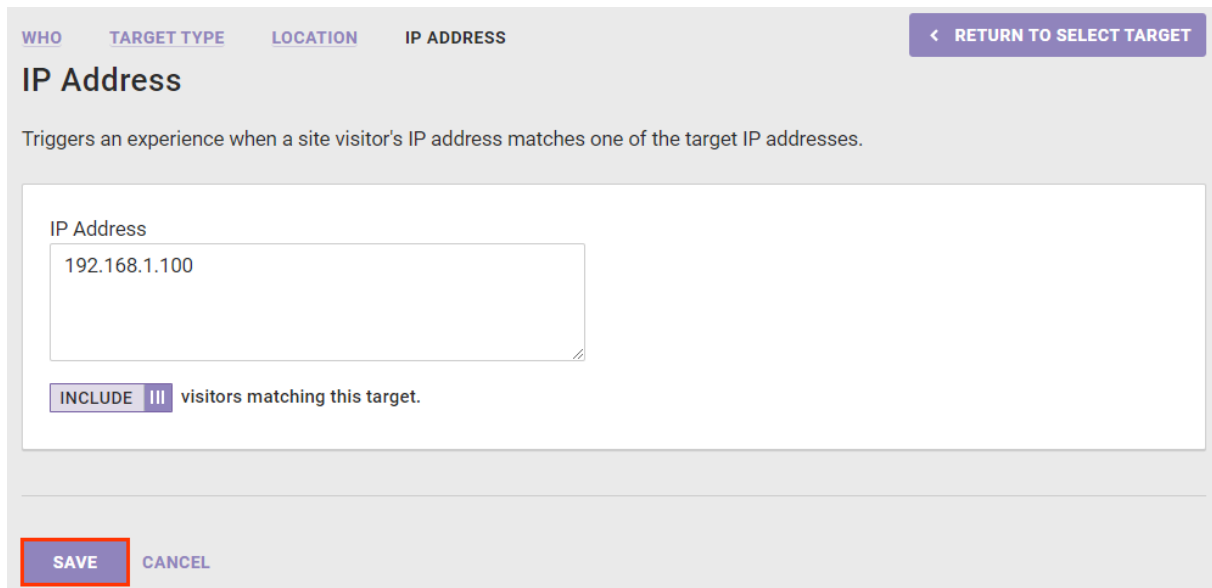 WHO TARGET TYPE LOCATION IP ADDRESS
< RETURN TO SELECT TARGET
IP Address
Triggers an experience when a site visitor's IP address matches one of the target IP addresses.
IP Address
192.168.1.100
INCLUDE visitors matching this target.
SAVE CANCEL